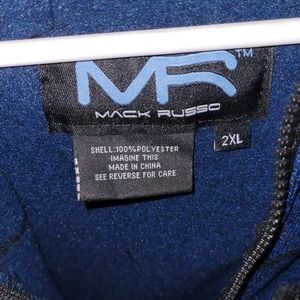 MR™
MACK RUSSO
2XL
SHELL:100%POLYESTER
IMAGINE THIS
MADE IN CHINA
SEE REVERSE FOR CARE